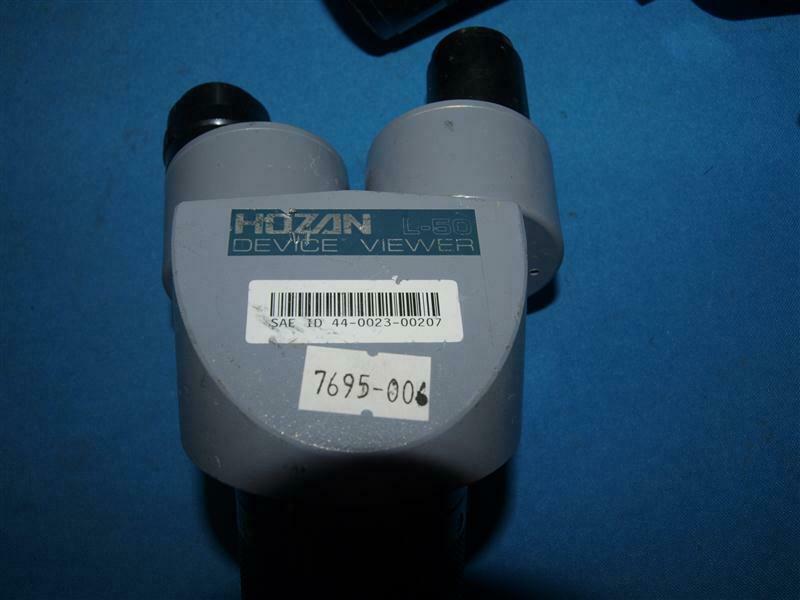 HOZAN L-50
DEVICE VIEWER
SAE ID 44-0023-00207
7695-006